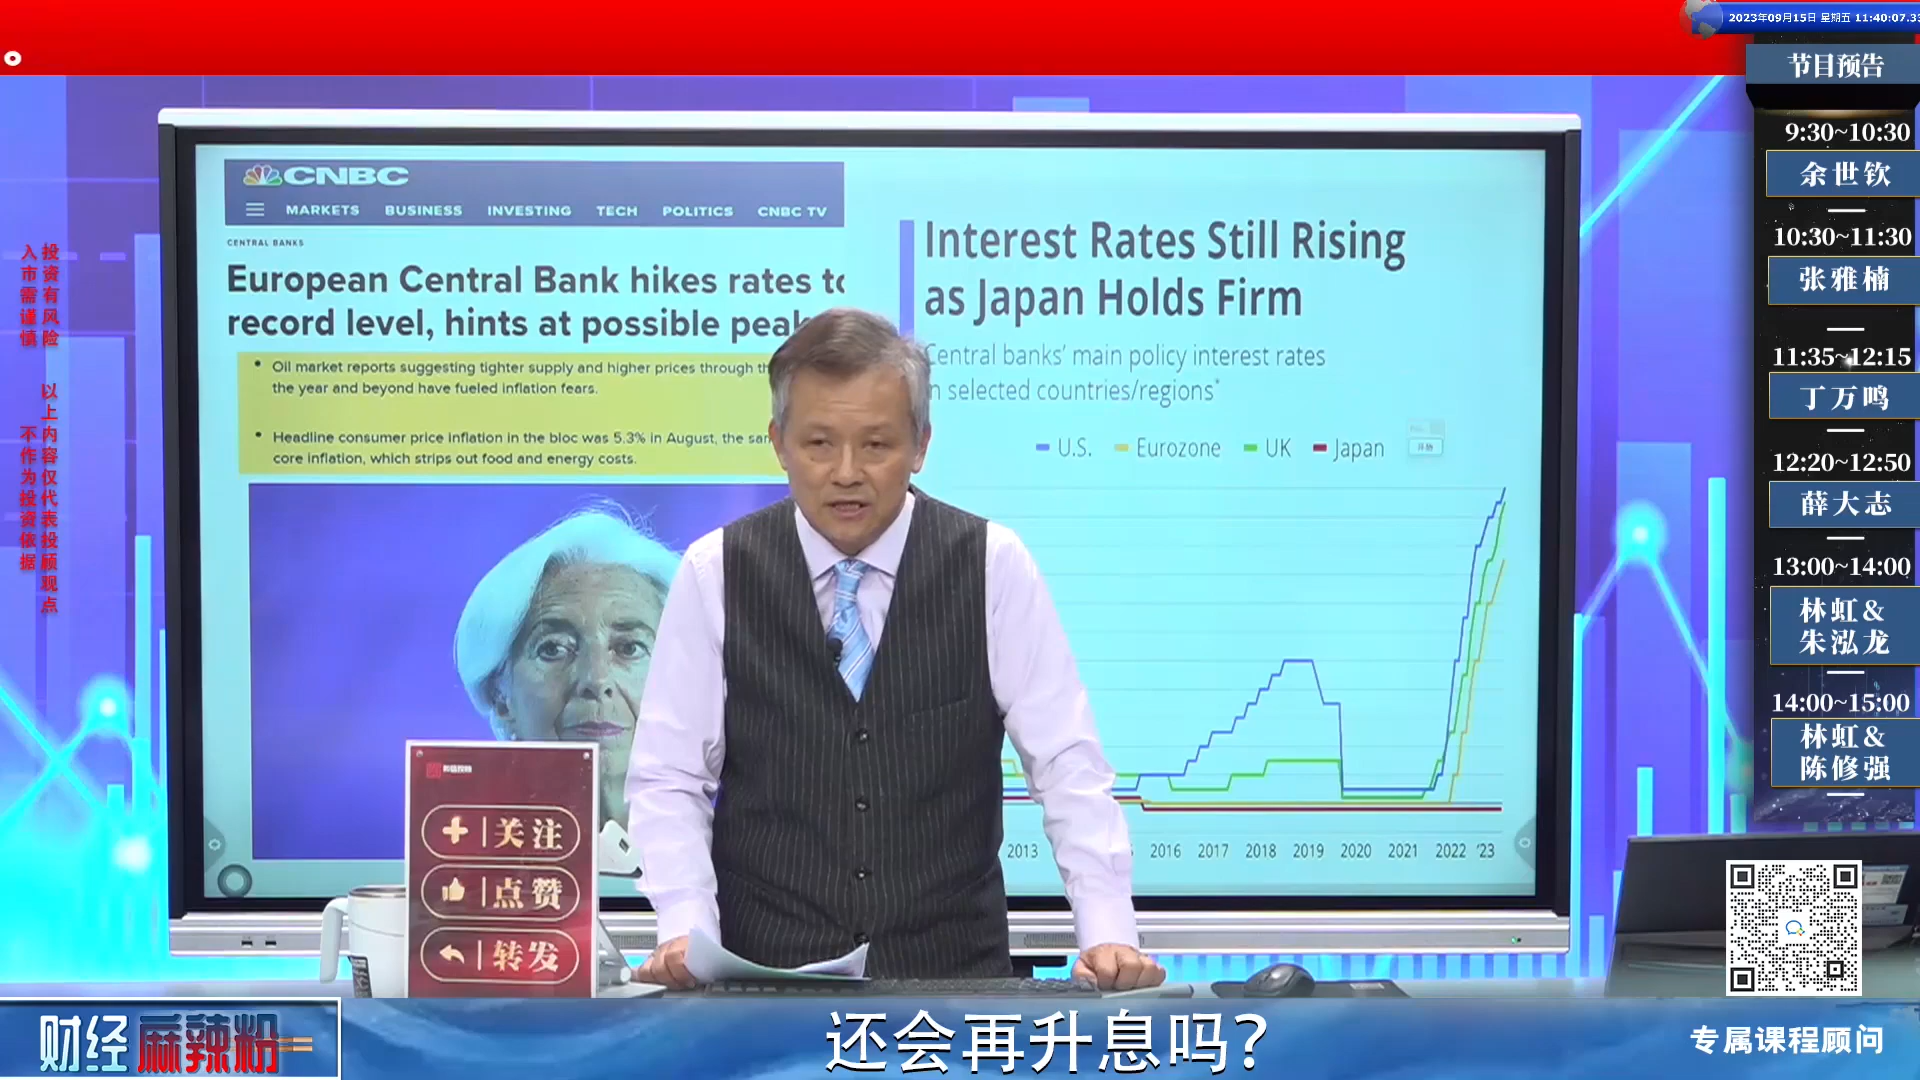 2023年09月15日 星期五 11:40:07.33
节目预告
9:30~10:30
余世钦
10:30~11:30
张雅楠
11:35~12:15
丁万鸣
12:20~12:50
薛大志
13:00~14:00
林虹&
朱泓龙
14:00~15:00
林虹&
陈修强
投资有风险
入市需谨慎
以上内容仅代表投顾观点
不作为投资依据
CNBC
MARKETS BUSINESS INVESTING TECH POLITICS CNBC TV
CENTRAL BANKS
European Central Bank hikes rates to
record level, hints at possible peak
• Oil market reports suggesting tighter supply and higher prices through
the year and beyond have fueled inflation fears.
• Headline consumer price inflation in the bloc was 5.3% in August, the
core inflation, which strips out food and energy costs.
Interest Rates Still Rising
as Japan Holds Firm
Central banks' main policy interest rates
in selected countries/regions*
U.S. Eurozone UK Japan
2013 2016 2017 2018 2019 2020 2021 2022 '23
关注
点赞
转发
财经麻辣粉
还会再升息吗?
专属课程顾问